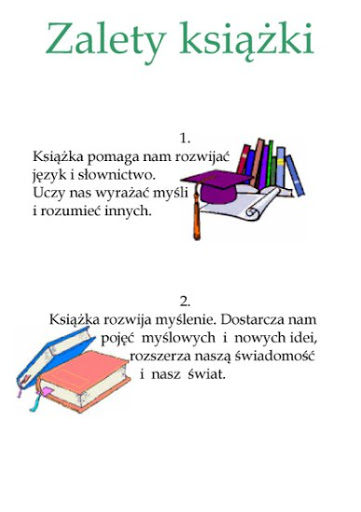 Zalety książki
1.
Książka pomaga nam rozwijać
język i słownictwo.
Uczy nas wyrażać myśli
i rozumieć innych.
2.
Książka rozwija myślenie. Dostarcza nam
pojęć myślowych i nowych idei,
rozszerza naszą świadomość
i nasz świat.